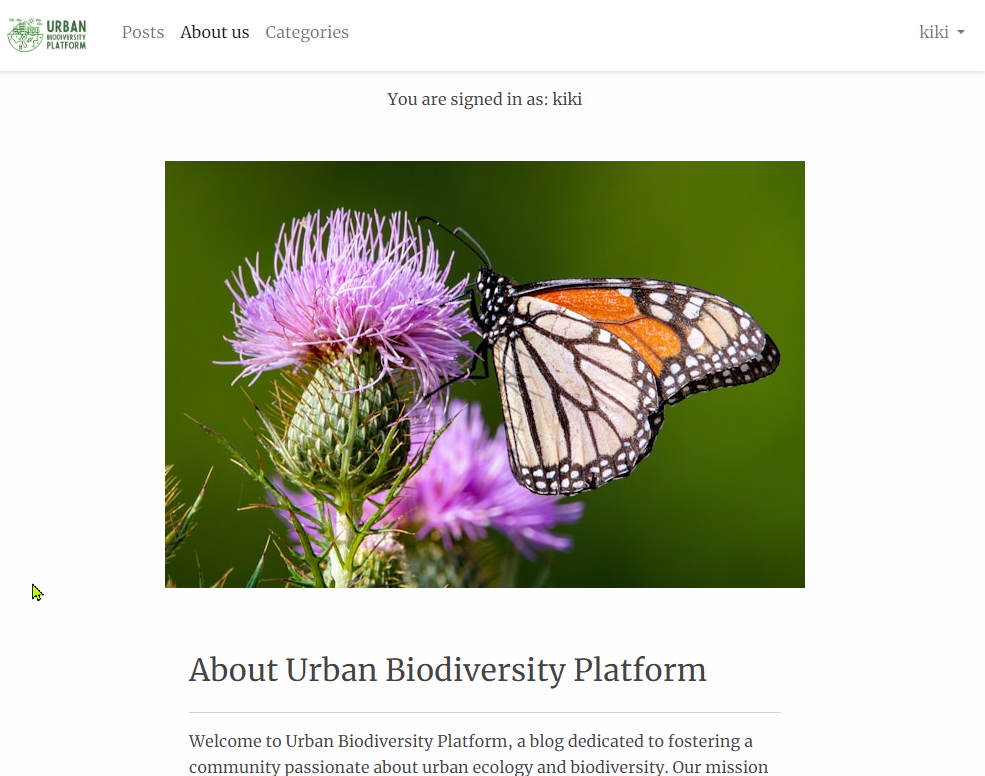 URBAN
BIODIVERSITY
PLATFORM
Posts About us Categories kiki
You are signed in as: kiki
About Urban Biodiversity Platform
Welcome to Urban Biodiversity Platform, a blog dedicated to fostering a
community passionate about urban ecology and biodiversity. Our mission